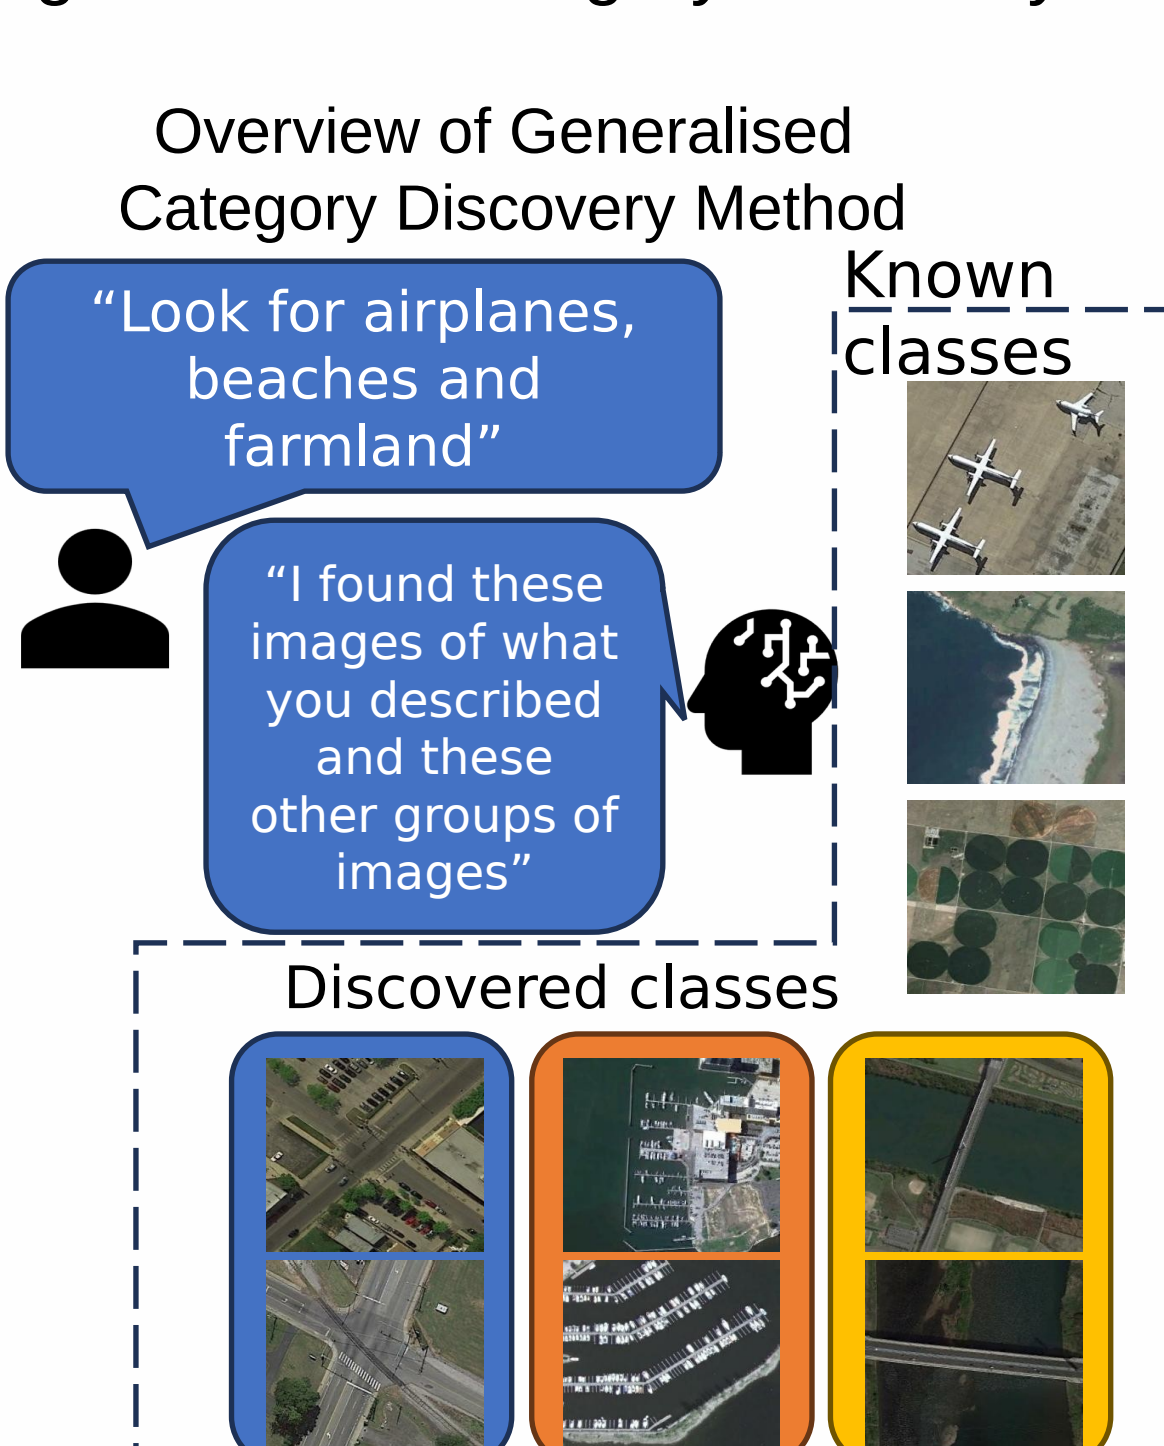 Overview of Generalised
Category Discovery Method
Known
classes
“Look for airplanes,
beaches and
farmland”
“I found these
images of what
you described
and these
other groups of
images”
Discovered classes